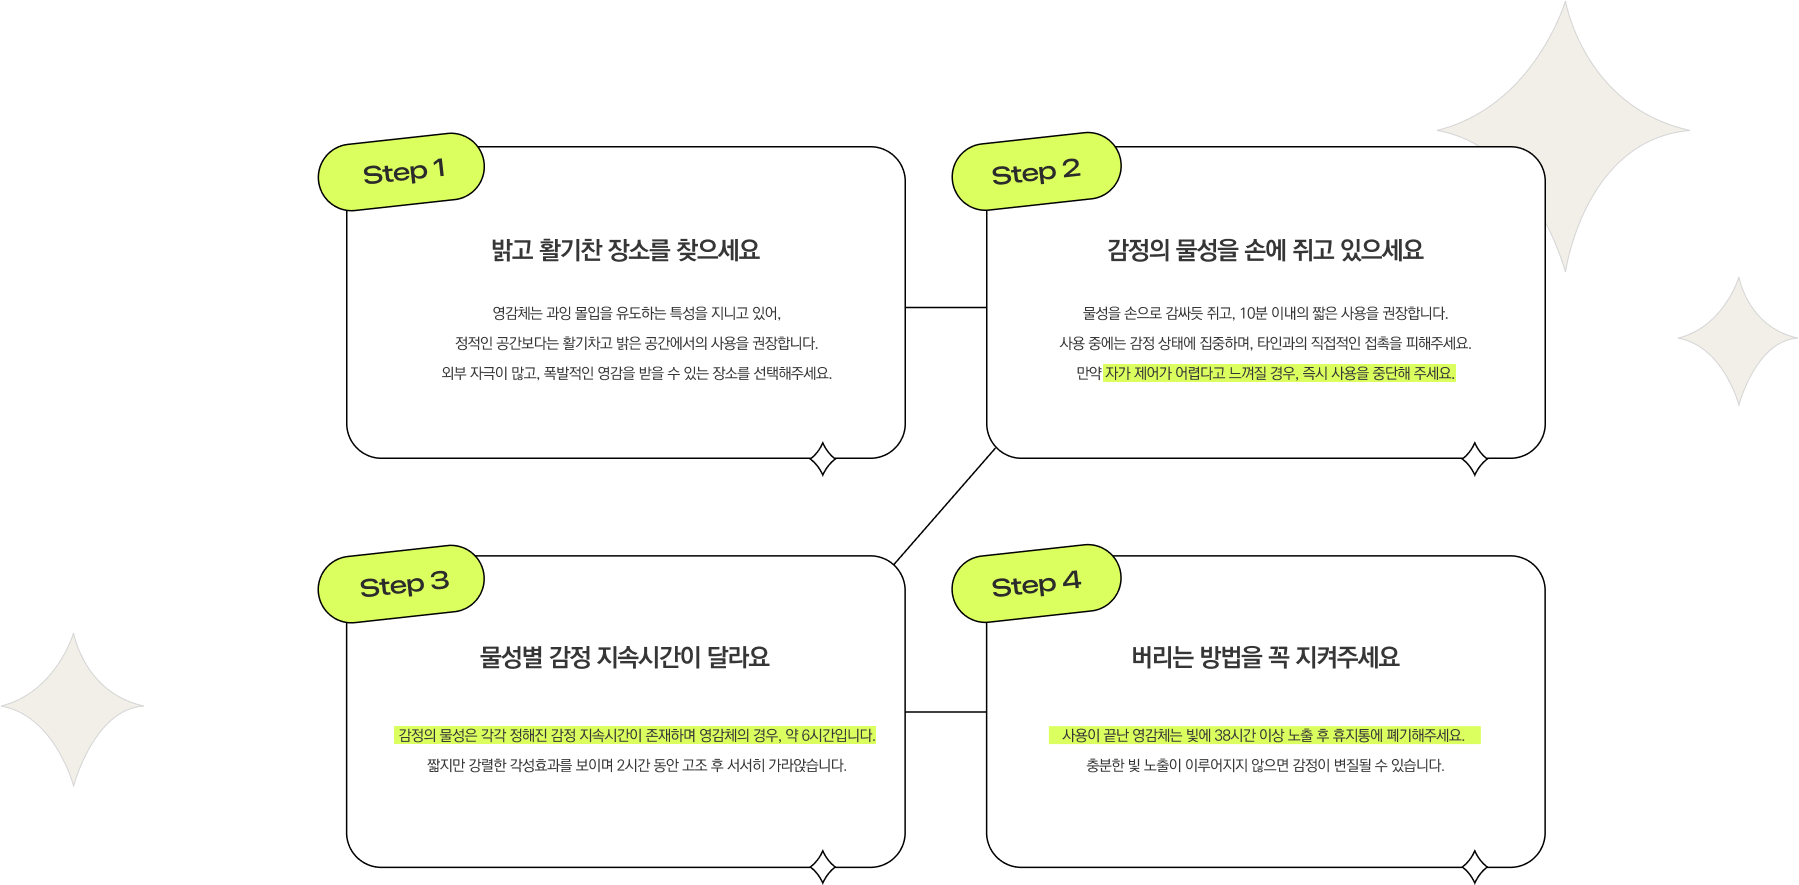 Step 1
밝고 활기찬 장소를 찾으세요
영감체는 과잉 몰입을 유도하는 특성을 지니고 있어,
정적인 공간보다는 활기차고 밝은 공간에서의 사용을 권장합니다.
외부 자극이 많고, 폭발적인 영감을 받을 수 있는 장소를 선택해주세요.
Step 2
감정의 물성을 손에 쥐고 있으세요
물성을 손으로 감싸듯 쥐고, 10분 이내의 짧은 사용을 권장합니다.
사용 중에는 감정 상태에 집중하며, 타인과의 직접적인 접촉을 피해주세요.
만약 자가 제어가 어렵다고 느껴질 경우, 즉시 사용을 중단해 주세요.
Step 3
물성별 감정 지속시간이 달라요
감정의 물성은 각각 정해진 감정 지속시간이 존재하며 영감체의 경우, 약 6시간입니다.
짧지만 강렬한 각성효과를 보이며 2시간 동안 고조 후 서서히 가라앉습니다.
Step 4
버리는 방법을 꼭 지켜주세요
사용이 끝난 영감체는 빛에 38시간 이상 노출 후 휴지통에 폐기해주세요.
충분한 빛 노출이 이루어지지 않으면 감정이 변질될 수 있습니다.